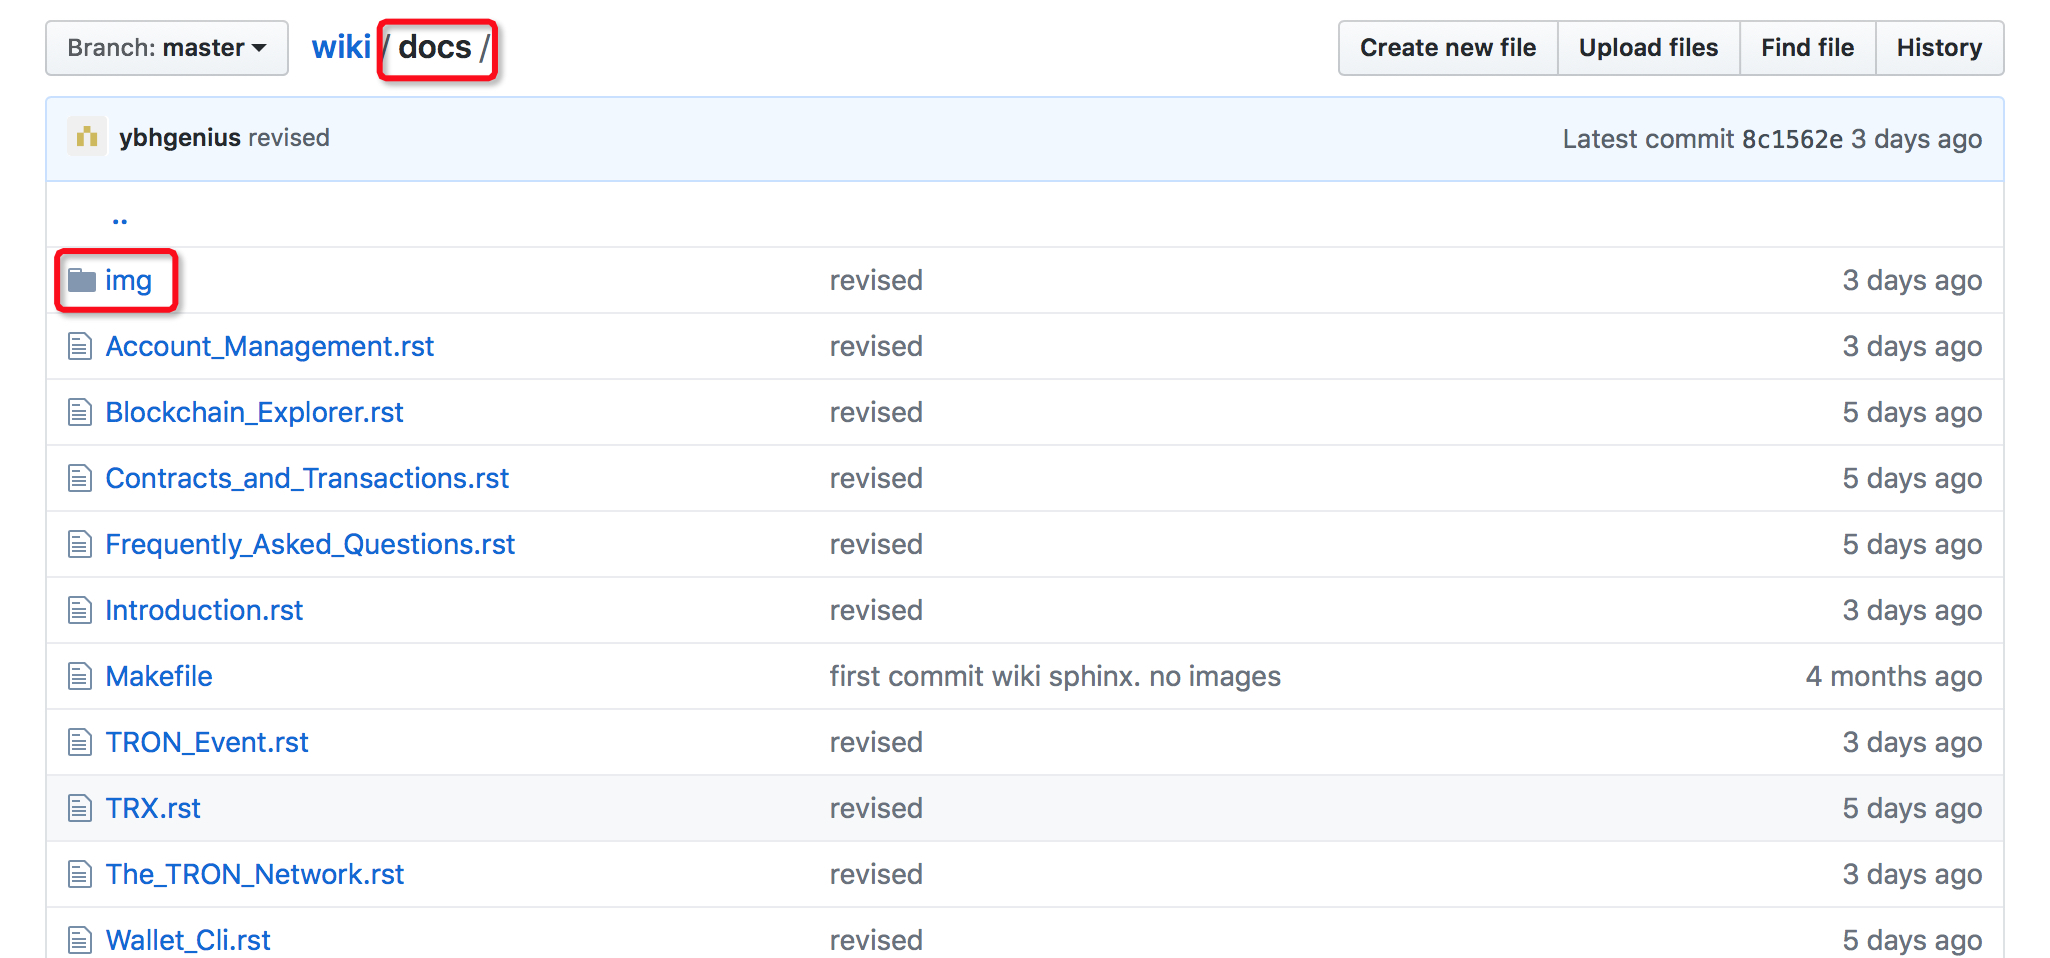 Branch: master wiki / docs / Create new file Upload files Find file History
ybhgenius revised Latest commit 8c1562e 3 days ago
..
img revised 3 days ago
Account_Management.rst revised 3 days ago
Blockchain_Explorer.rst revised 5 days ago
Contracts_and_Transactions.rst revised 5 days ago
Frequently_Asked_Questions.rst revised 5 days ago
Introduction.rst revised 3 days ago
Makefile first commit wiki sphinx. no images 4 months ago
TRON_Event.rst revised 3 days ago
TRX.rst revised 5 days ago
The_TRON_Network.rst revised 3 days ago
Wallet_Cli.rst revised 5 days ago